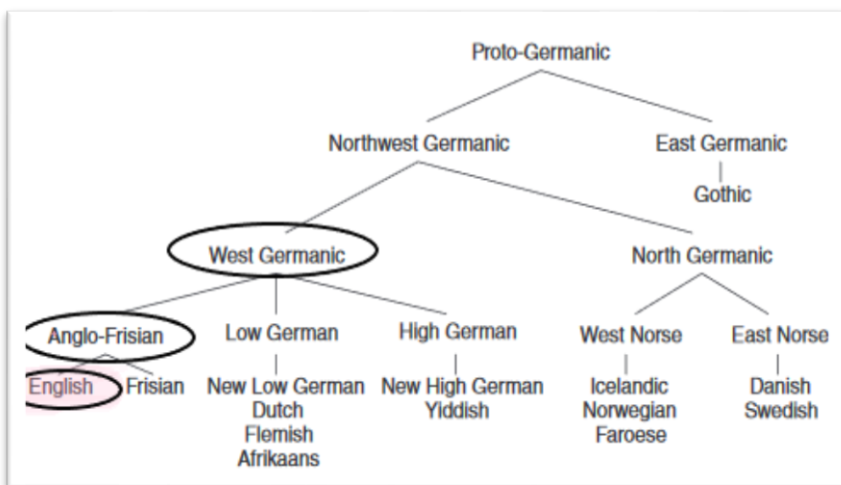 Proto-Germanic
Northwest Germanic East Germanic
Gothic
West Germanic North Germanic
Anglo-Frisian Low German High German West Norse East Norse
English Frisian New Low German New High German Icelandic Danish
Dutch Yiddish Norwegian Swedish
Flemish Faroese
Afrikaans